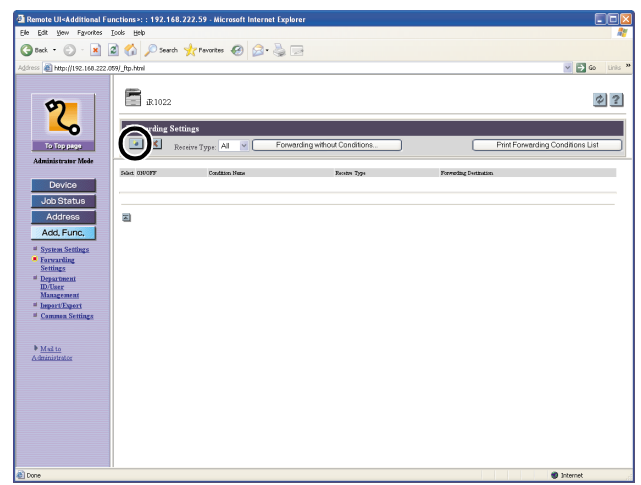 Remote UI<Additional Functions>: : 192.168.222.59 - Microsoft Internet Explorer
File Edit View Favorites Tools Help
Back Search Favorites
Address http://192.168.222.059/_ftp.html Go Links »
iR1022
To Top page
Administrator Mode
Device
Job Status
Address
Add. Func.
System Settings
Forwarding
Settings
Department
ID/User
Management
Import/Export
Common Settings
Mail to
Administrator
Settings
Receive Type: All Forwarding without Conditions... Print Forwarding Conditions List
Select ON/OFF Condition Name Receive Type Forwarding Destination
Done Internet